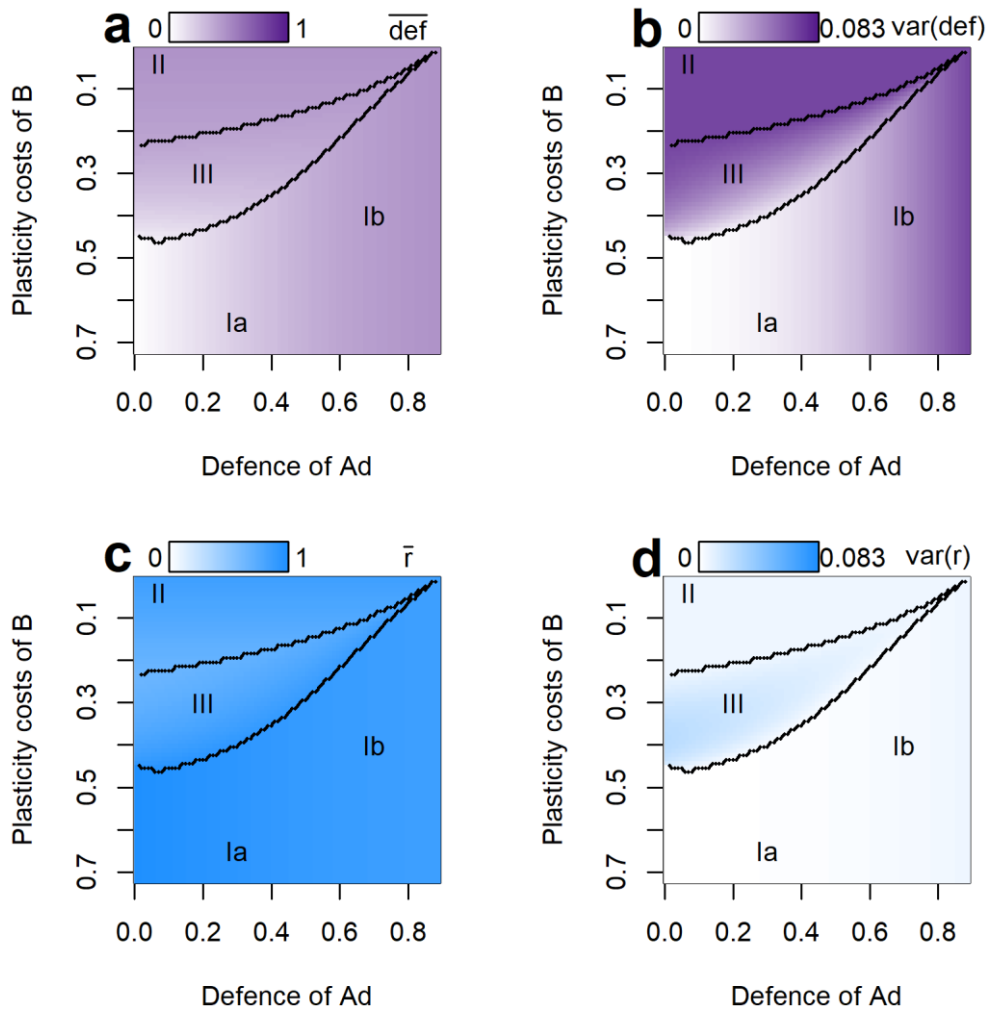 a 0 1 def
b 0 0.083 var(def)
Plasticity costs of B
0.1
0.3
0.5
0.7
II
III
Ib
Ia
0.0 0.2 0.4 0.6 0.8
Defence of Ad
Plasticity costs of B
0.1
0.3
0.5
0.7
II
III
Ib
Ia
0.0 0.2 0.4 0.6 0.8
Defence of Ad
c 0 1 r
d 0 0.083 var(r)
Plasticity costs of B
0.1
0.3
0.5
0.7
II
III
Ib
Ia
0.0 0.2 0.4 0.6 0.8
Defence of Ad
Plasticity costs of B
0.1
0.3
0.5
0.7
II
III
Ib
Ia
0.0 0.2 0.4 0.6 0.8
Defence of Ad